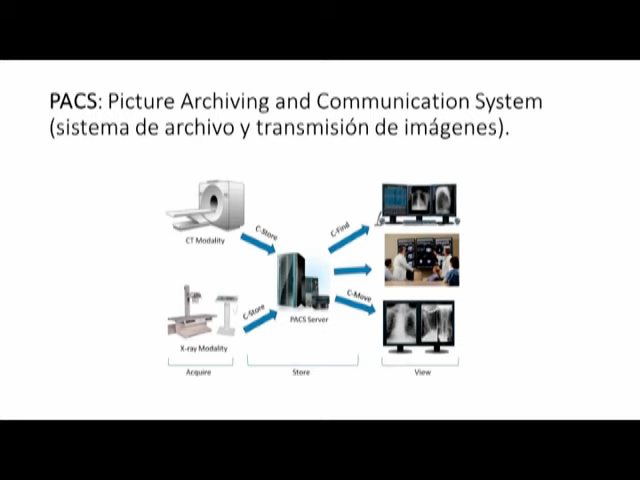 PACS: Picture Archiving and Communication System
(sistema de archivo y transmisión de imágenes).
CT Modality
C-Store
C-Find
C-Move
C-Store
PACS Server
X-ray Modality
Acquire
Store
View